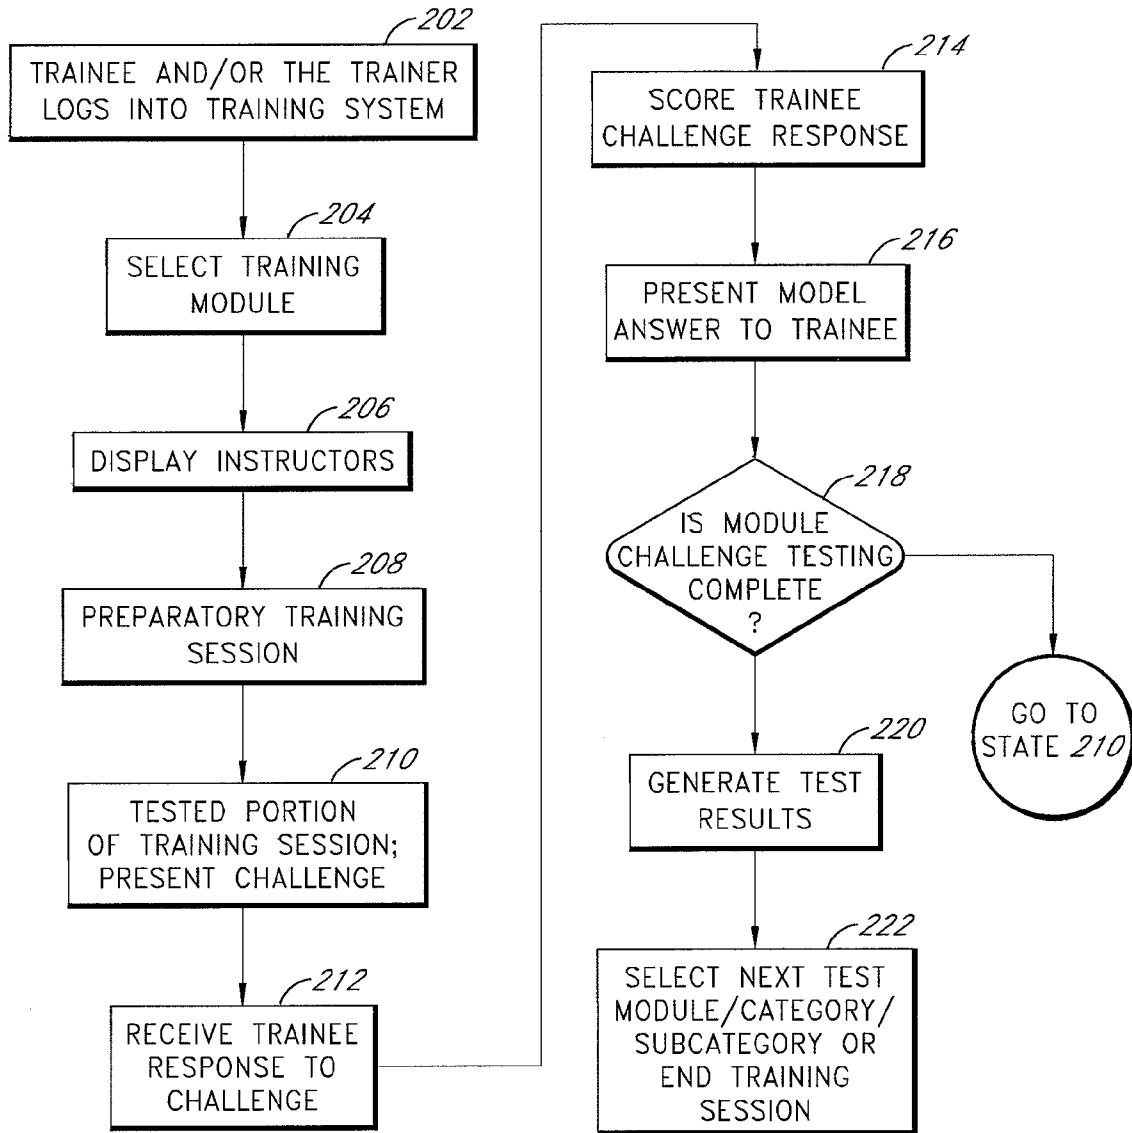 202
TRAINEE AND/OR THE TRAINER
LOGS INTO TRAINING SYSTEM
204
SELECT TRAINING
MODULE
206
DISPLAY INSTRUCTORS
208
PREPARATORY TRAINING
SESSION
210
TESTED PORTION
OF TRAINING SESSION;
PRESENT CHALLENGE
212
RECEIVE TRAINEE
RESPONSE TO
CHALLENGE
214
SCORE TRAINEE
CHALLENGE RESPONSE
216
PRESENT MODEL
ANSWER TO TRAINEE
218
IS MODULE
CHALLENGE TESTING
COMPLETE
?
GO TO
STATE 210
220
GENERATE TEST
RESULTS
222
SELECT NEXT TEST
MODULE/CATEGORY/
SUBCATEGORY OR
END TRAINING
SESSION